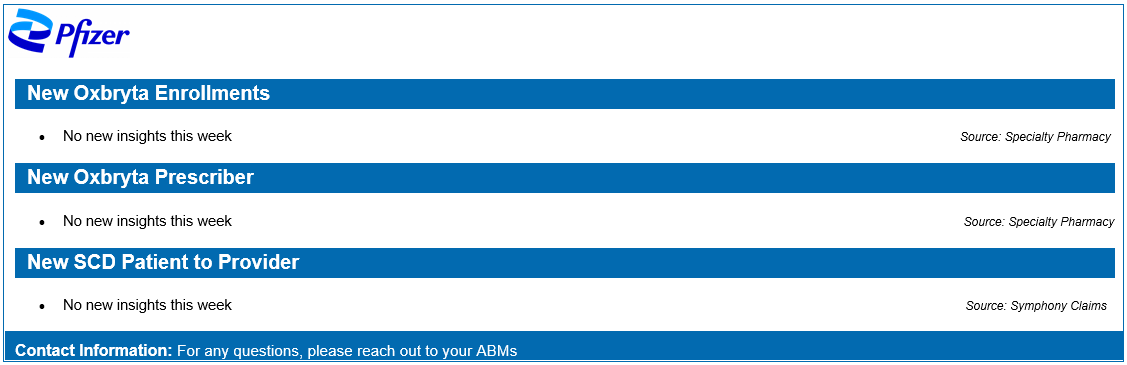 Pfizer
New Oxbryta Enrollments
• No new insights this week Source: Specialty Pharmacy
New Oxbryta Prescriber
• No new insights this week Source: Specialty Pharmacy
New SCD Patient to Provider
• No new insights this week Source: Symphony Claims
Contact Information: For any questions, please reach out to your ABMs